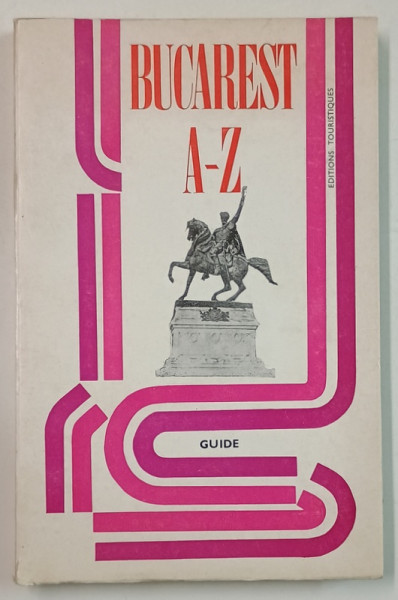 BUCAREST
A-Z
EDITIONS TOURISTIQUES
GUIDE